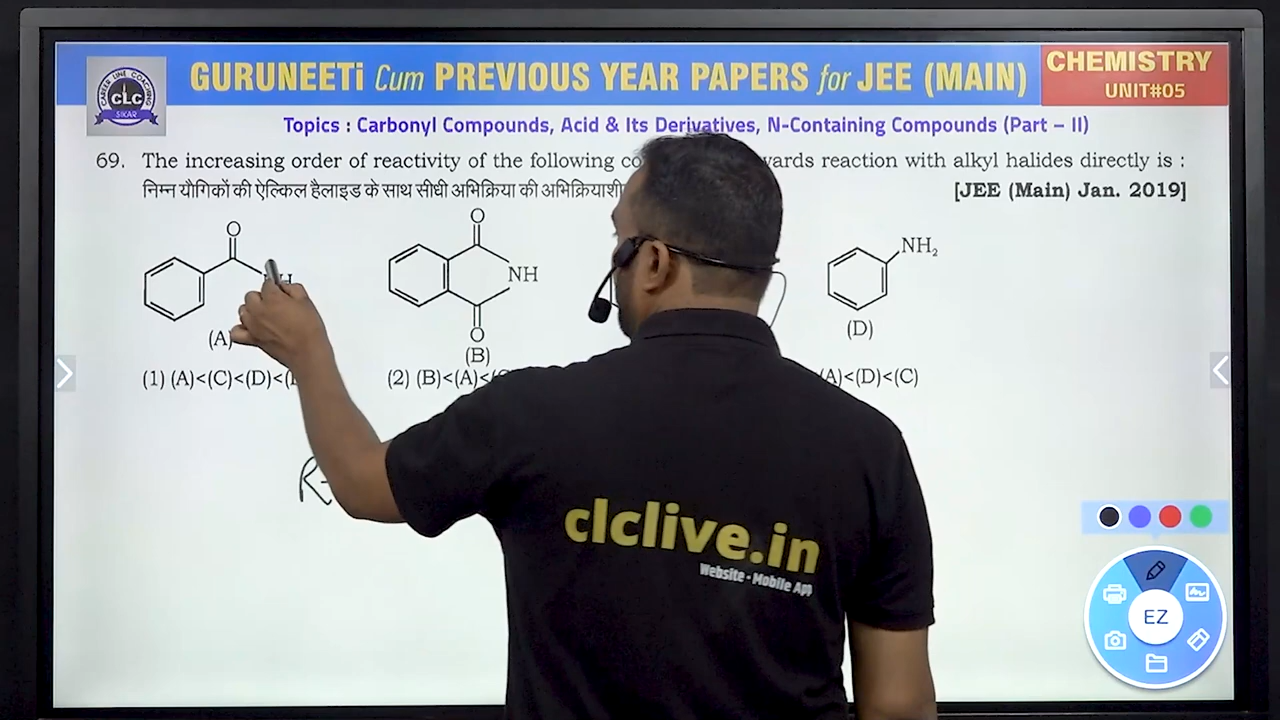 GURUNEETi Cum PREVIOUS YEAR PAPERS for JEE (MAIN)
CHEMISTRY
UNIT#05
CAREER LINE COACHING
CLC
SIKAR
Topics : Carbonyl Compounds, Acid & Its Derivatives, N-Containing Compounds (Part – II)
69. The increasing order of reactivity of the following reaction with alkyl halides directly is :
निम्न यौगिकों की ऐल्किल हैलाइड के साथ सीधी अभिक्रिया की
[JEE (Main) Jan. 2019]
O
O
NH
O
NH₂
(A)
(B)
(D)
(1) (A)<(C)<(D)<
(2) (B)<(A)<
(A)<(D)<(C)
R-
clclive.in
Website • Mobile App
EZ